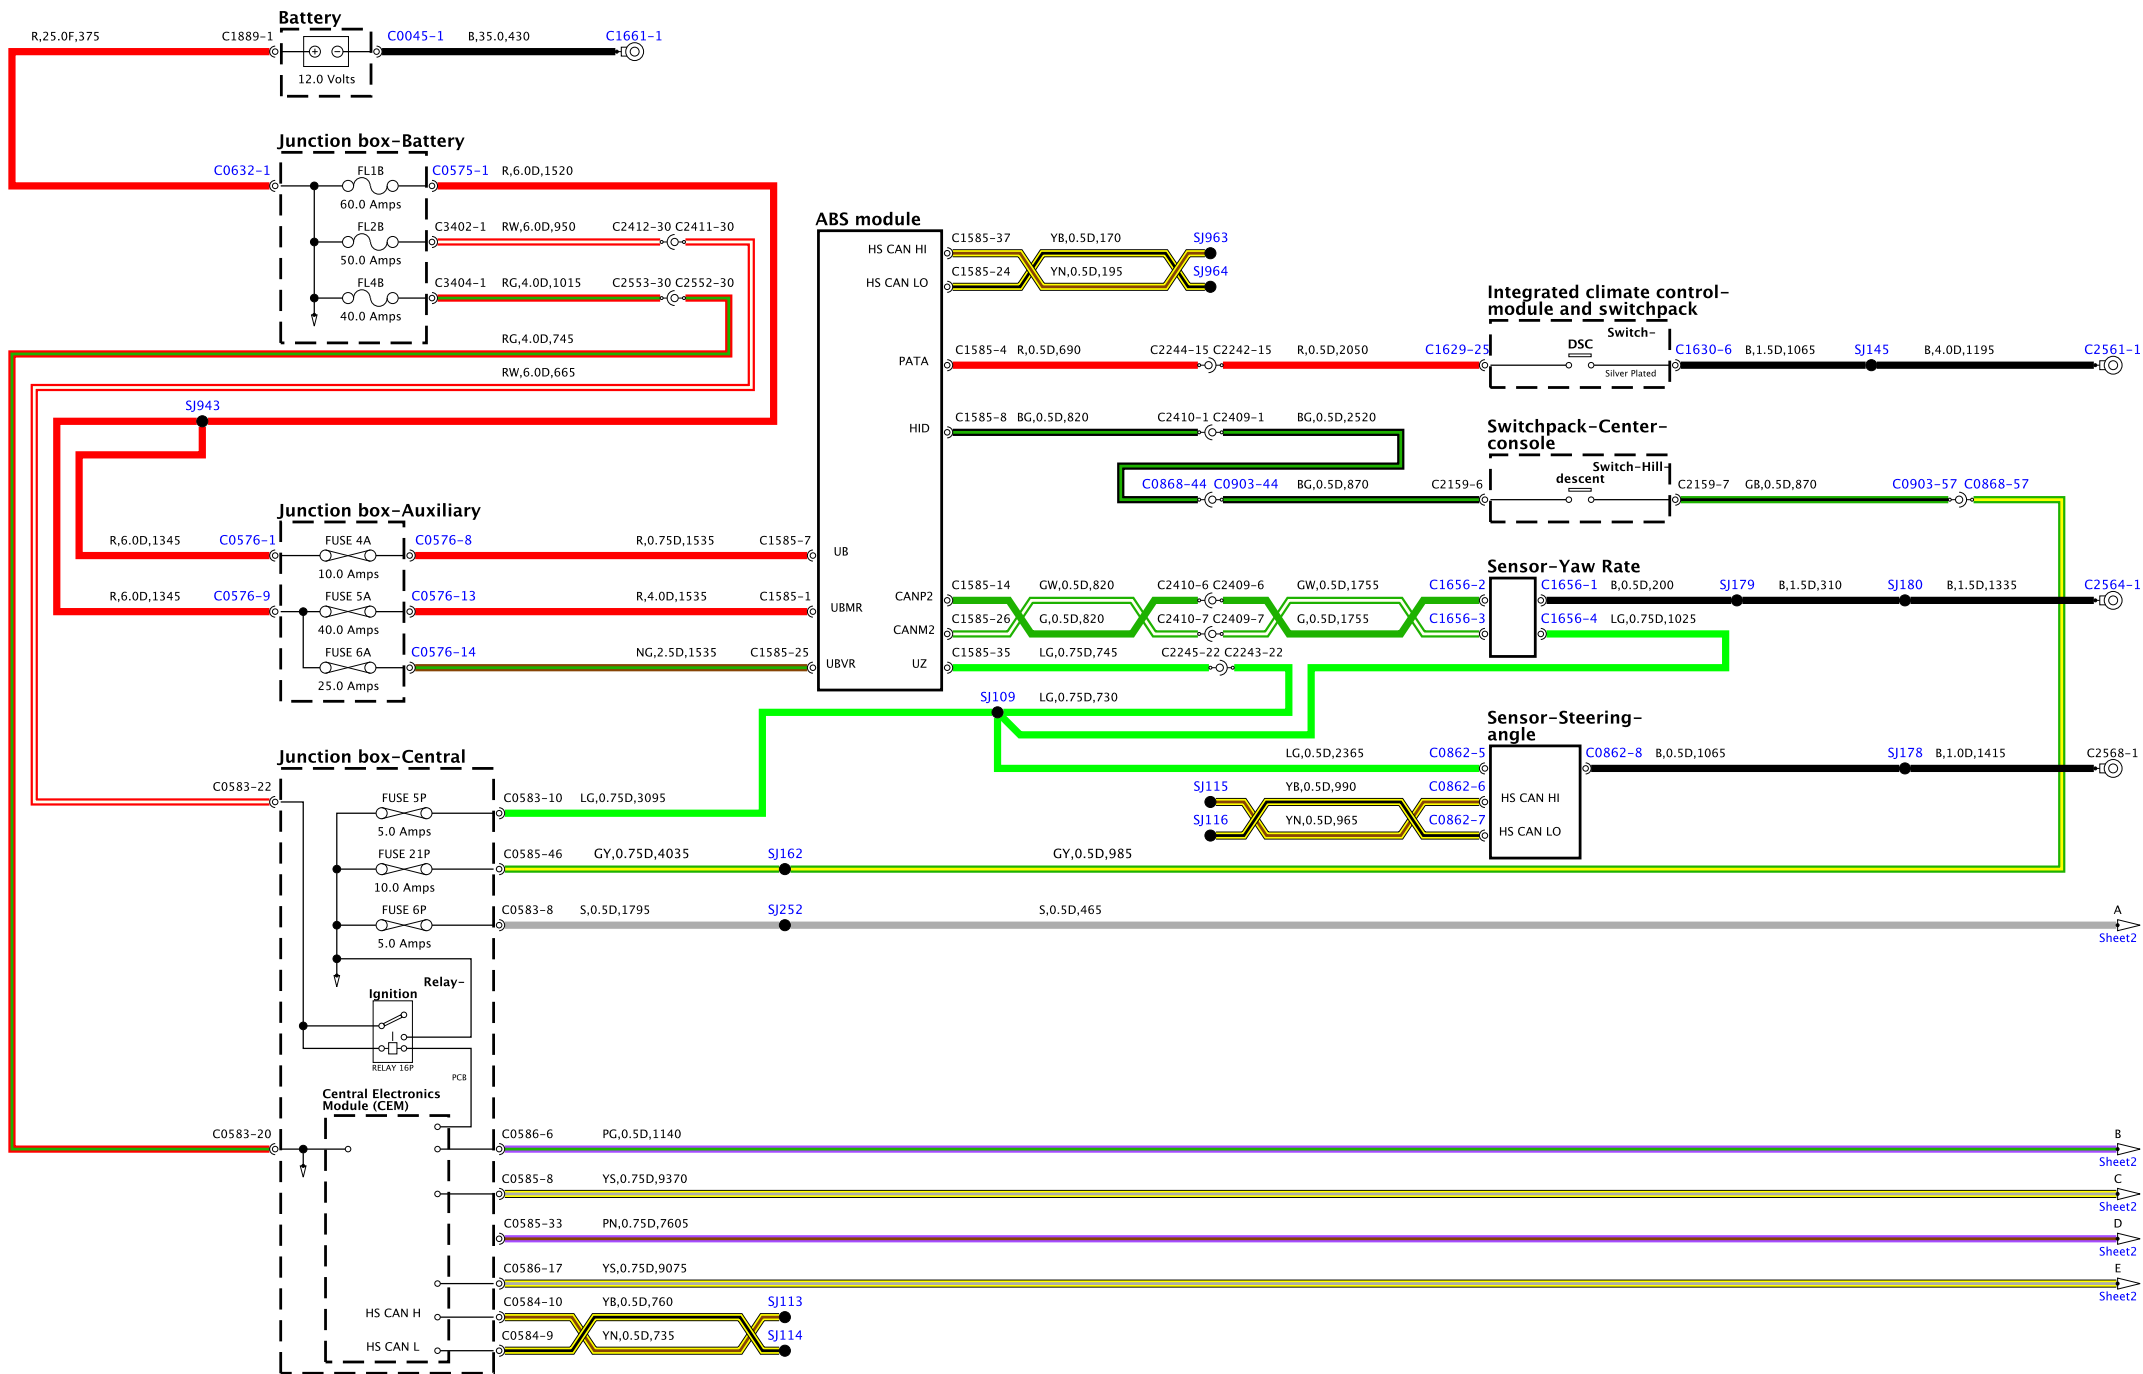 Battery
R,25.0F,375
C1889-1
C0045-1
B,35.0,430
C1661-1
12.0 Volts
Junction box-Battery
C0632-1
FL1B
C0575-1
R,6.0D,1520
60.0 Amps
FL2B
C3402-1
RW,6.0D,950
C2412-30
C2411-30
50.0 Amps
FL4B
C3404-1
RG,4.0D,1015
C2553-30
C2552-30
40.0 Amps
RG,4.0D,745
RW,6.0D,665
SJ943
Junction box-Auxiliary
R,6.0D,1345
C0576-1
FUSE 4A
C0576-8
R,0.75D,1535
C1585-7
10.0 Amps
R,6.0D,1345
C0576-9
FUSE 5A
C0576-13
R,4.0D,1535
C1585-1
40.0 Amps
FUSE 6A
C0576-14
NG,2.5D,1535
C1585-25
25.0 Amps
ABS module
HS CAN HI
HS CAN LO
PATA
HID
UB
CANP2
UBMR
CANM2
UBVR
UZ
C1585-37
YB,0.5D,170
SJ963
C1585-24
YN,0.5D,195
SJ964
C1585-4
R,0.5D,690
C2244-15
C2242-15
R,0.5D,2050
C1629-25
Integrated climate control-
module and switchpack
Switch-
DSC
Silver Plated
C1630-6
B,1.5D,1065
SJ145
B,4.0D,1195
C2561-1
C1585-8
BG,0.5D,820
C2410-1
C2409-1
BG,0.5D,2520
C0868-44
C0903-44
BG,0.5D,870
C2159-6
Switchpack-Center-
console
Switch-Hill-
descent
C2159-7
GB,0.5D,870
C0903-57
C0868-57
C1585-14
GW,0.5D,820
C2410-6
C2409-6
GW,0.5D,1755
C1656-2
C1585-26
G,0.5D,820
C2410-7
C2409-7
G,0.5D,1755
C1656-3
Sensor-Yaw Rate
C1656-1
B,0.5D,200
SJ179
B,1.5D,310
SJ180
B,1.5D,1335
C2564-1
C1656-4
LG,0.75D,1025
C1585-35
LG,0.75D,745
C2245-22
C2243-22
SJ109
LG,0.75D,730
LG,0.5D,2365
C0862-5
Sensor-Steering-
angle
C0862-8
B,0.5D,1065
SJ178
B,1.0D,1415
C2568-1
SJ115
YB,0.5D,990
C0862-6
HS CAN HI
SJ116
YN,0.5D,965
C0862-7
HS CAN LO
Junction box-Central
C0583-22
FUSE 5P
C0583-10
LG,0.75D,3095
5.0 Amps
FUSE 21P
C0585-46
GY,0.75D,4035
SJ162
GY,0.5D,985
10.0 Amps
FUSE 6P
C0583-8
S,0.5D,1795
SJ252
S,0.5D,465
A
Sheet2
5.0 Amps
Relay-
Ignition
RELAY 16P
PCB
Central Electronics
Module (CEM)
C0583-20
C0586-6
PG,0.5D,1140
B
Sheet2
C0585-8
YS,0.75D,9370
C
Sheet2
C0585-33
PN,0.75D,7605
D
Sheet2
C0586-17
YS,0.75D,9075
E
Sheet2
HS CAN H
C0584-10
YB,0.5D,760
SJ113
HS CAN L
C0584-9
YN,0.5D,735
SJ114